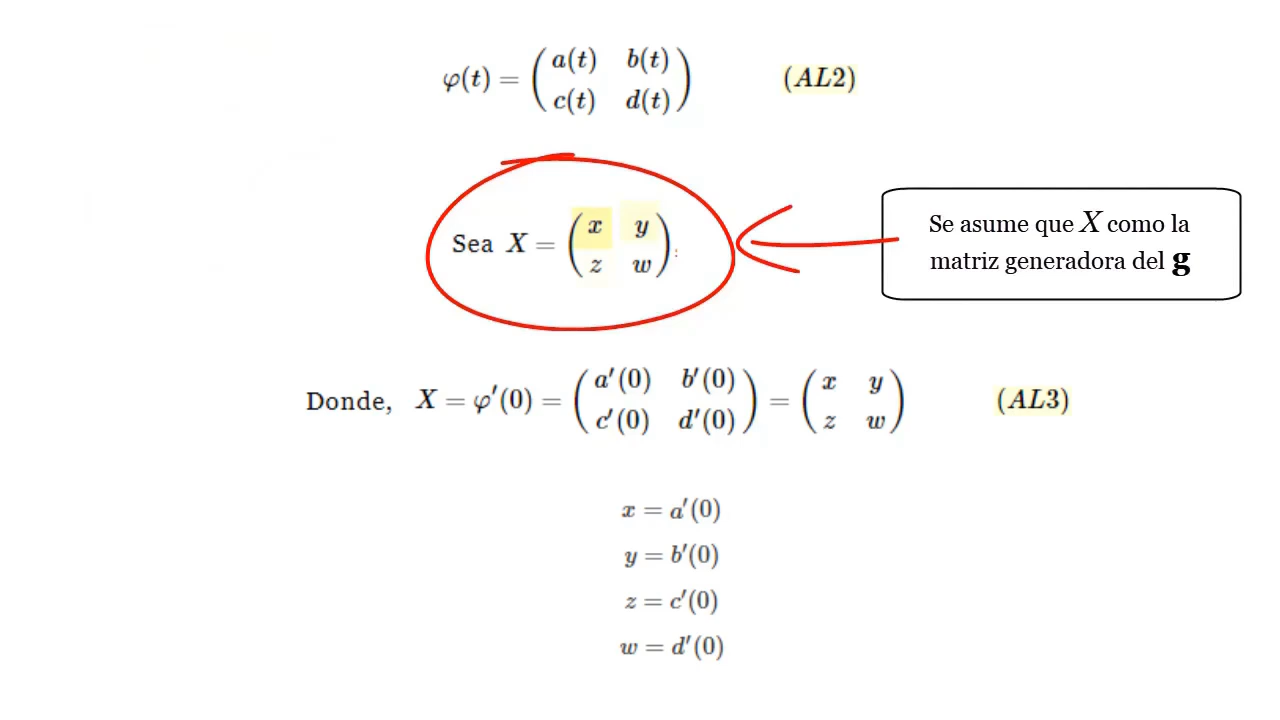 φ(t) = ( a(t) b(t) ; c(t) d(t) ) (AL2)
Sea X = ( x y ; z w ).
Se asume que X como la
matriz generadora del g
Donde, X = φ′(0) = ( a′(0) b′(0) ; c′(0) d′(0) ) = ( x y ; z w ) (AL3)
x = a′(0)
y = b′(0)
z = c′(0)
w = d′(0)